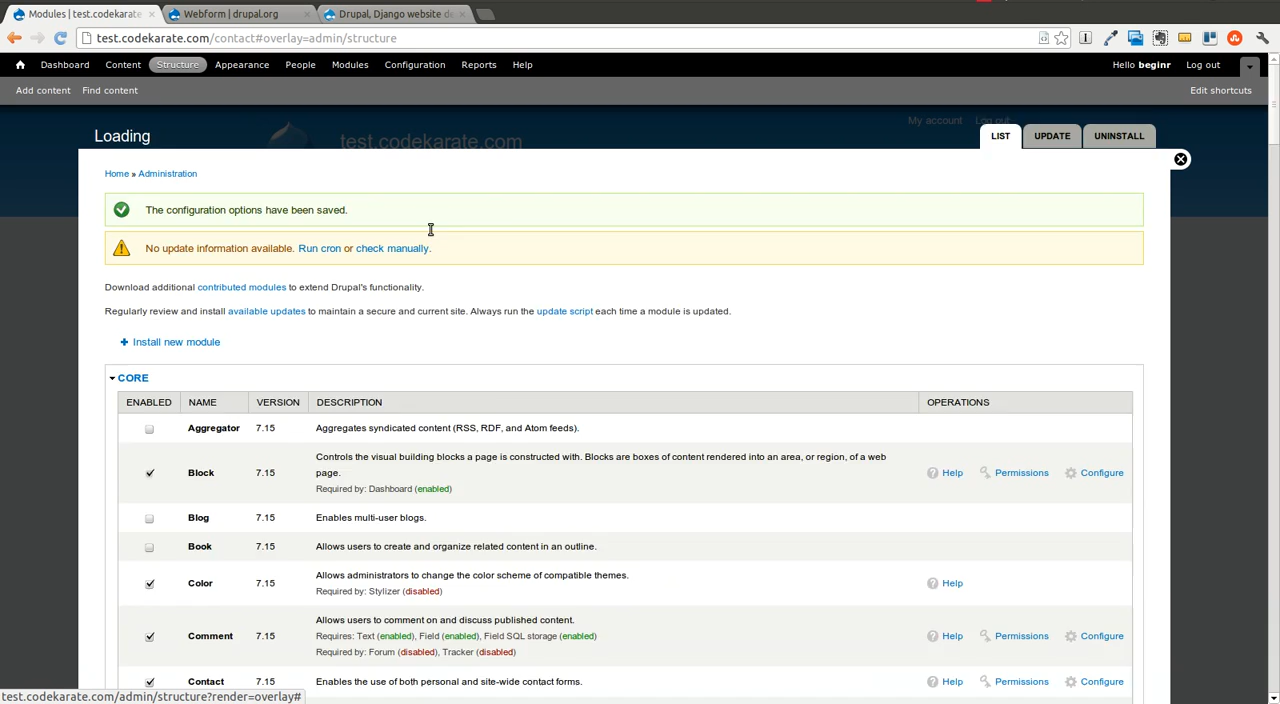 Modules | test.codekarate
Webform | drupal.org
Drupal, Django website de
test.codekarate.com/contact#overlay=admin/structure
Dashboard Content Structure Appearance People Modules Configuration Reports Help Hello beginr Log out
Add content Find content Edit shortcuts
My account Log out
Loading test.codekarate.com LIST UPDATE UNINSTALL
Home » Administration
The configuration options have been saved.
No update information available. Run cron or check manually.
Download additional contributed modules to extend Drupal's functionality.
Regularly review and install available updates to maintain a secure and current site. Always run the update script each time a module is updated.
+ Install new module
CORE
ENABLED NAME VERSION DESCRIPTION OPERATIONS
Aggregator 7.15 Aggregates syndicated content (RSS, RDF, and Atom feeds).
Controls the visual building blocks a page is constructed with. Blocks are boxes of content rendered into an area, or region, of a web
Block 7.15 page. Help Permissions Configure
Required by: Dashboard (enabled)
Blog 7.15 Enables multi-user blogs.
Book 7.15 Allows users to create and organize related content in an outline.
Allows administrators to change the color scheme of compatible themes.
Color 7.15 Help
Required by: Stylizer (disabled)
Allows users to comment on and discuss published content.
Comment 7.15 Requires: Text (enabled), Field (enabled), Field SQL storage (enabled) Help Permissions Configure
Required by: Forum (disabled), Tracker (disabled)
Contact 7.15 Enables the use of both personal and site-wide contact forms. Help Permissions Configure
test.codekarate.com/admin/structure?render=overlay#